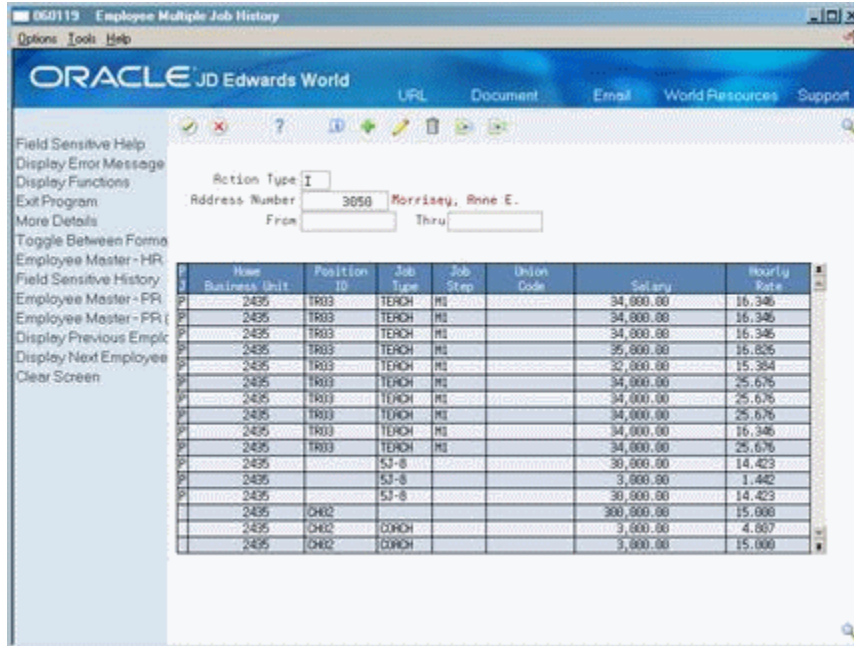 060119 Employee Multiple Job History
Options Tools Help
ORACLE JD Edwards World
URL Document Email World Resources Support
Field Sensitive Help
Display Error Message
Display Functions
Exit Program
More Details
Toggle Between Forma
Employee Master - HR
Field Sensitive History
Employee Master - PR
Employee Master - PR (
Display Previous Emplo
Display Next Employee
Clear Screen
Action Type I
Address Number 3050 Morrisey, Anne E.
From Thru
P Home Position Job Job Union Hourly
J Business Unit ID Type Step Code Salary Rate
P 2435 TR03 TEACH M1 34,000.00 16.346
P 2435 TR03 TEACH M1 34,000.00 16.346
P 2435 TR03 TEACH M1 34,000.00 16.346
P 2435 TR03 TEACH M1 35,000.00 16.826
P 2435 TR03 TEACH M1 32,000.00 15.384
P 2435 TR03 TEACH M1 34,000.00 25.676
P 2435 TR03 TEACH M1 34,000.00 25.676
P 2435 TR03 TEACH M1 34,000.00 25.676
P 2435 TR03 TEACH M1 34,000.00 16.346
P 2435 TR03 TEACH M1 34,000.00 25.676
P 2435 5J-8 30,000.00 14.423
P 2435 5J-8 3,000.00 1.442
P 2435 5J-8 30,000.00 14.423
2435 CH02 300,000.00 15.000
2435 CH02 COACH 3,000.00 4.807
2435 CH02 COACH 3,000.00 15.000